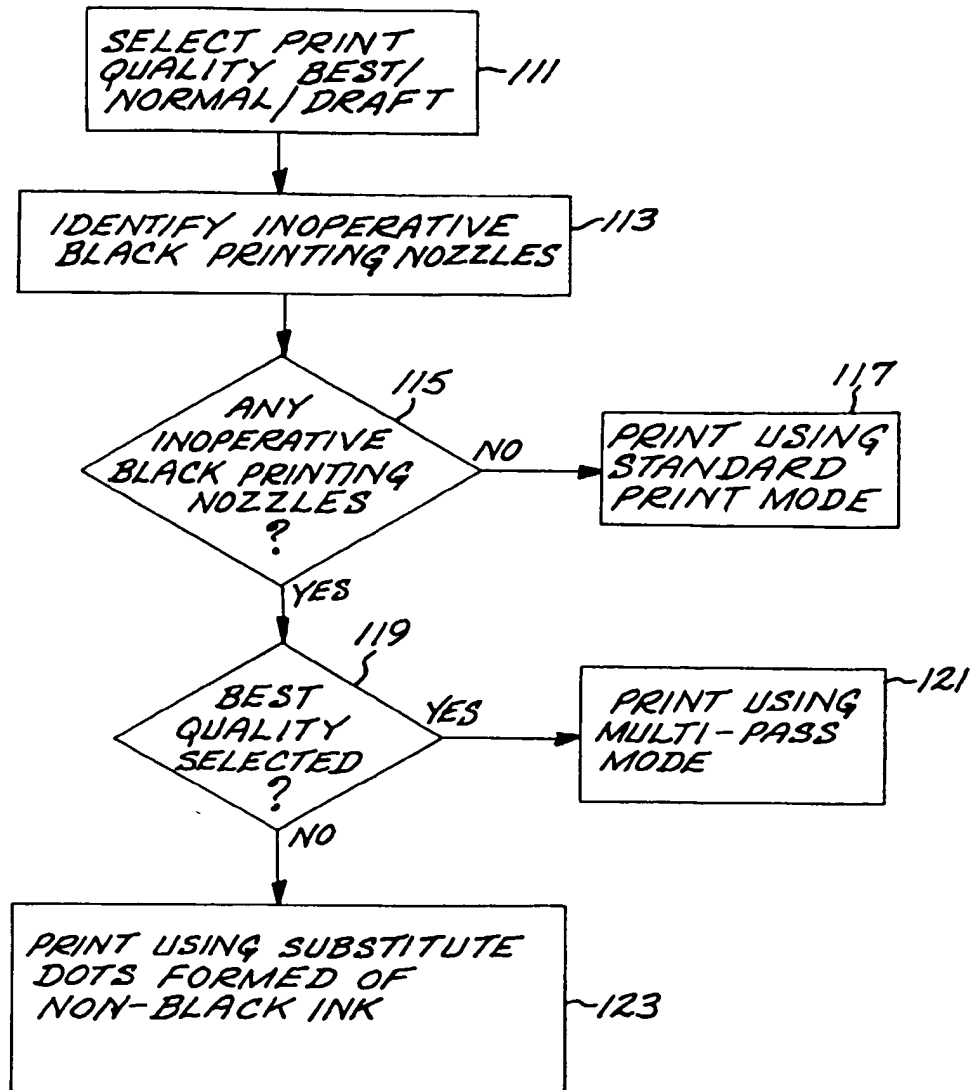 SELECT PRINT
QUALITY BEST/
NORMAL/DRAFT
111
IDENTIFY INOPERATIVE
BLACK PRINTING NOZZLES
113
115
ANY
INOPERATIVE
BLACK PRINTING
NOZZLES
?
NO
117
PRINT USING
STANDARD
PRINT MODE
YES
119
BEST
QUALITY
SELECTED
?
YES
121
PRINT USING
MULTI-PASS
MODE
NO
PRINT USING SUBSTITUTE
DOTS FORMED OF
NON-BLACK INK
123